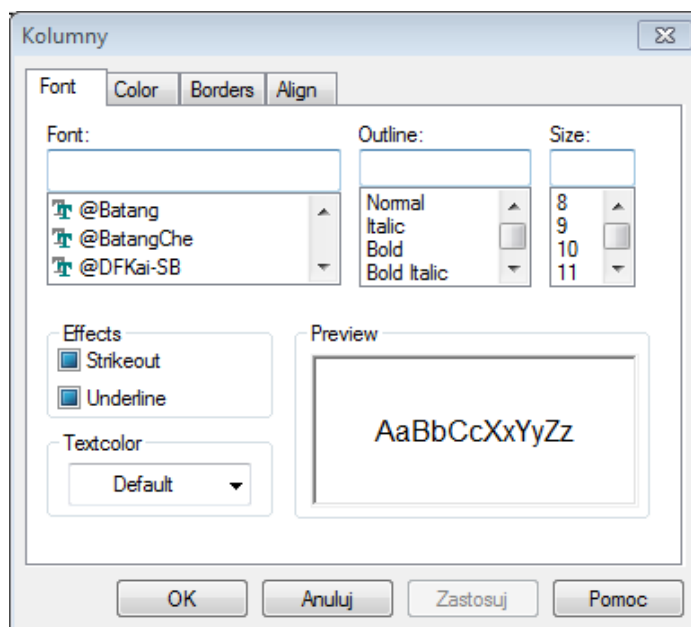 Kolumny
Font Color Borders Align
Font: Outline: Size:
@Batang
@BatangChe
@DFKai-SB
Normal
Italic
Bold
Bold Italic
8
9
10
11
Effects
Strikeout
Underline
Textcolor
Default
Preview
AaBbCcXxYyZz
OK Anuluj Zastosuj Pomoc